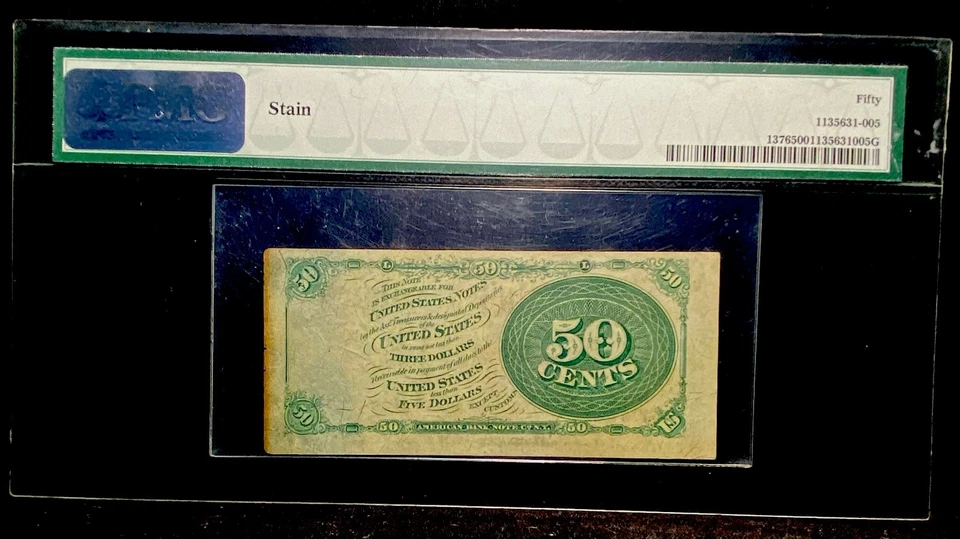 PMG
Stain
Fifty
1135631-005
13765001135631005G
50 L 50 L 50
THIS NOTE
IS EXCHANGEABLE FOR
UNITED STATES NOTES
by the Asst. Treasurers & designated Depositaries
of the
UNITED STATES
in sums not less than
THREE DOLLARS
Receivable in payment of all dues to the
UNITED STATES
less than
FIVE DOLLARS
EXCEPT
CUSTOMS
50
CENTS
50 50 AMERICAN BANK NOTE CO. N.Y. 50